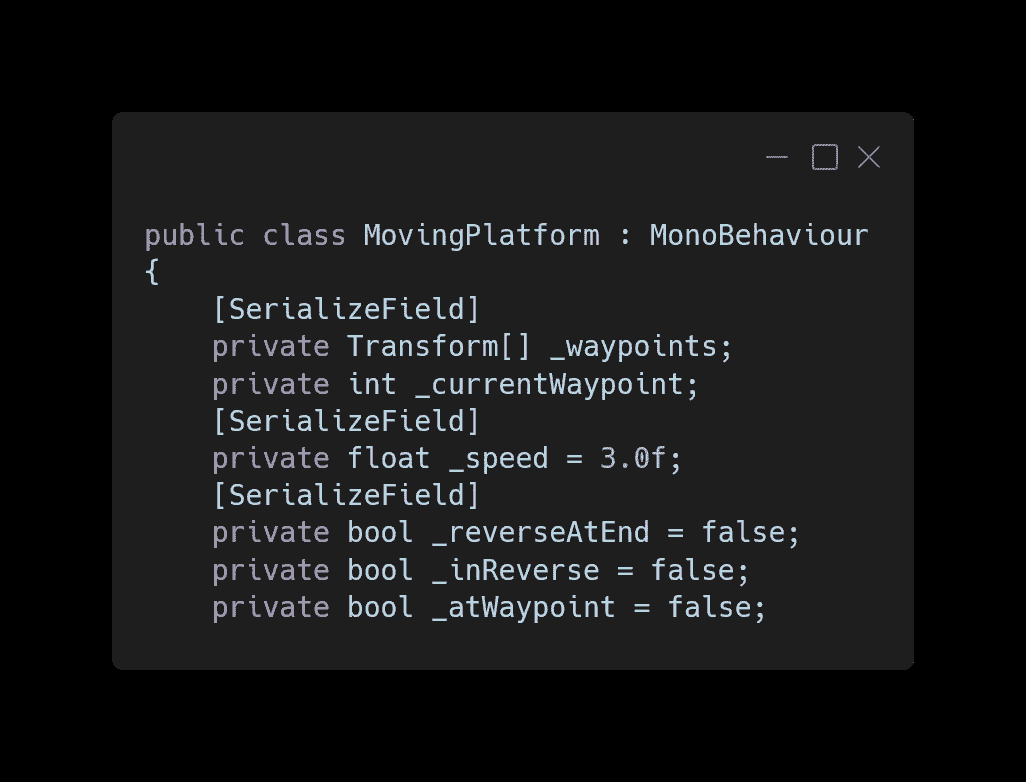 public class MovingPlatform : MonoBehaviour
{
    [SerializeField]
    private Transform[] _waypoints;
    private int _currentWaypoint;
    [SerializeField]
    private float _speed = 3.0f;
    [SerializeField]
    private bool _reverseAtEnd = false;
    private bool _inReverse = false;
    private bool _atWaypoint = false;